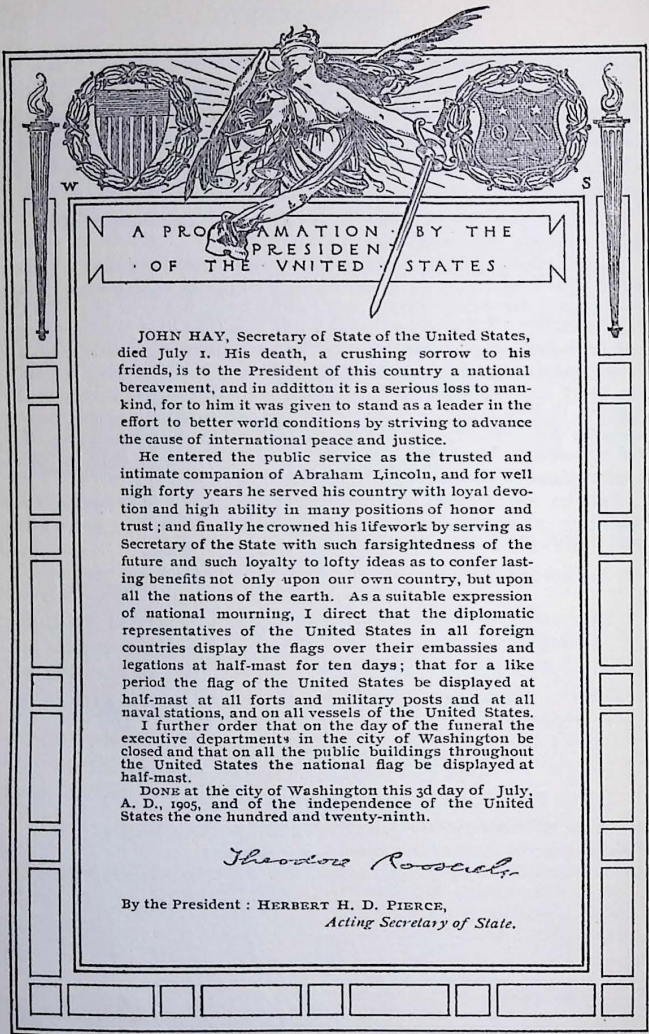 ΘΔΧ
W S
A PRO AMATION · BY THE
PRESIDEN
· OF THE VNITED · STATES ·
JOHN HAY, Secretary of State of the United States,
died July 1. His death, a crushing sorrow to his
friends, is to the President of this country a national
bereavement, and in additton it is a serious loss to man-
kind, for to him it was given to stand as a leader in the
effort to better world conditions by striving to advance
the cause of international peace and justice.
He entered the public service as the trusted and
intimate companion of Abraham Lincoln, and for well
nigh forty years he served his country with loyal devo-
tion and high ability in many positions of honor and
trust; and finally he crowned his lifework by serving as
Secretary of the State with such farsightedness of the
future and such loyalty to lofty ideas as to confer last-
ing benefits not only upon our own country, but upon
all the nations of the earth. As a suitable expression
of national mourning, I direct that the diplomatic
representatives of the United States in all foreign
countries display the flags over their embassies and
legations at half-mast for ten days; that for a like
period the flag of the United States be displayed at
half-mast at all forts and military posts and at all
naval stations, and on all vessels of the United States.
I further order that on the day of the funeral the
executive departments in the city of Washington be
closed and that on all the public buildings throughout
the United States the national flag be displayed at
half-mast.
DONE at the city of Washington this 3d day of July,
A. D., 1905, and of the independence of the United
States the one hundred and twenty-ninth.
Theodore Roosevelt
By the President : HERBERT H. D. PIERCE,
Acting Secretary of State.